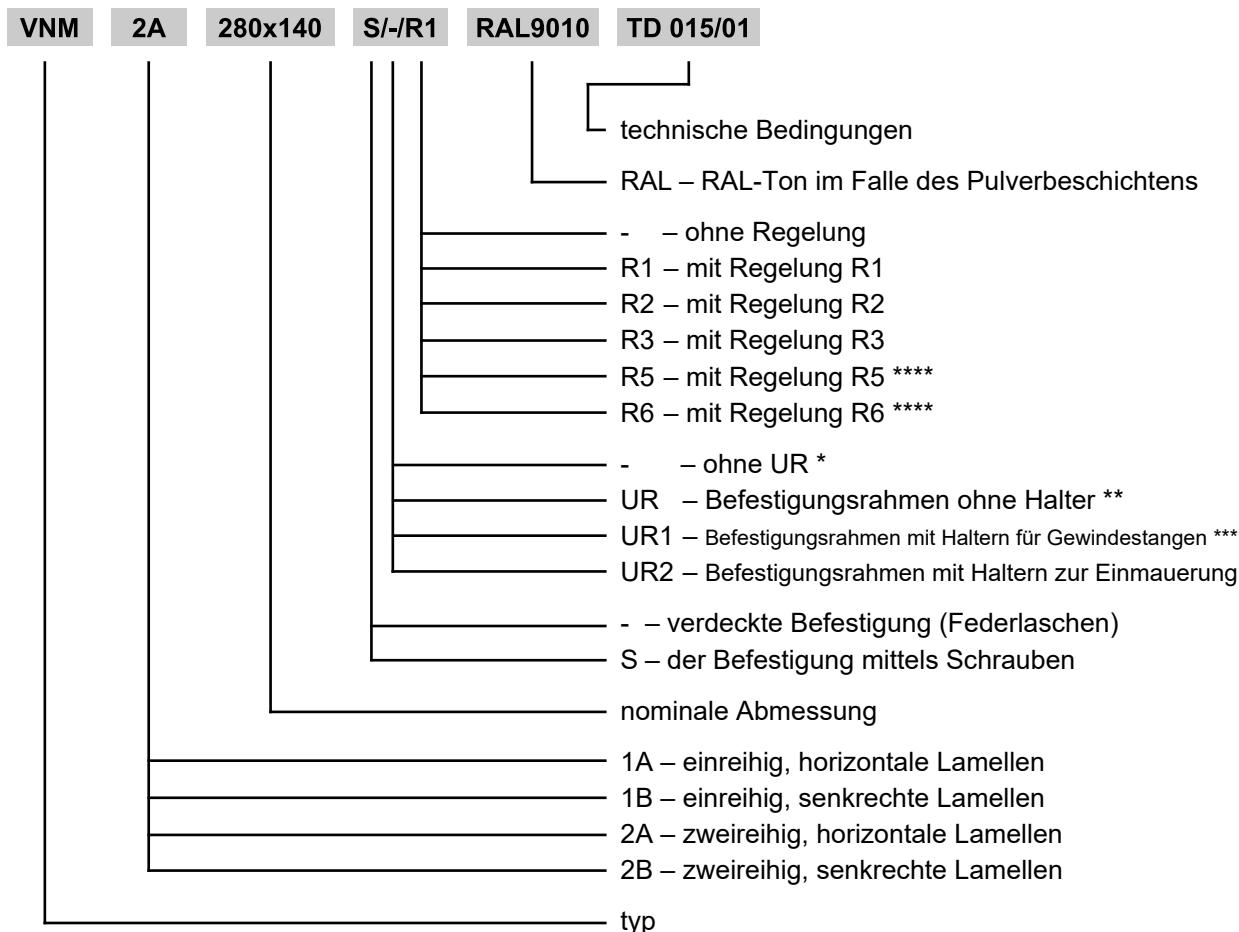 VNM 2A 280x140 S/-/R1 RAL9010 TD 015/01
technische Bedingungen
RAL – RAL-Ton im Falle des Pulverbeschichtens
- – ohne Regelung
R1 – mit Regelung R1
R2 – mit Regelung R2
R3 – mit Regelung R3
R5 – mit Regelung R5 ****
R6 – mit Regelung R6 ****
- – ohne UR *
UR – Befestigungsrahmen ohne Halter **
UR1 – Befestigungsrahmen mit Haltern für Gewindestangen ***
UR2 – Befestigungsrahmen mit Haltern zur Einmauerung
- – verdeckte Befestigung (Federlaschen)
S – der Befestigung mittels Schrauben
nominale Abmessung
1A – einreihig, horizontale Lamellen
1B – einreihig, senkrechte Lamellen
2A – zweireihig, horizontale Lamellen
2B – zweireihig, senkrechte Lamellen
typ